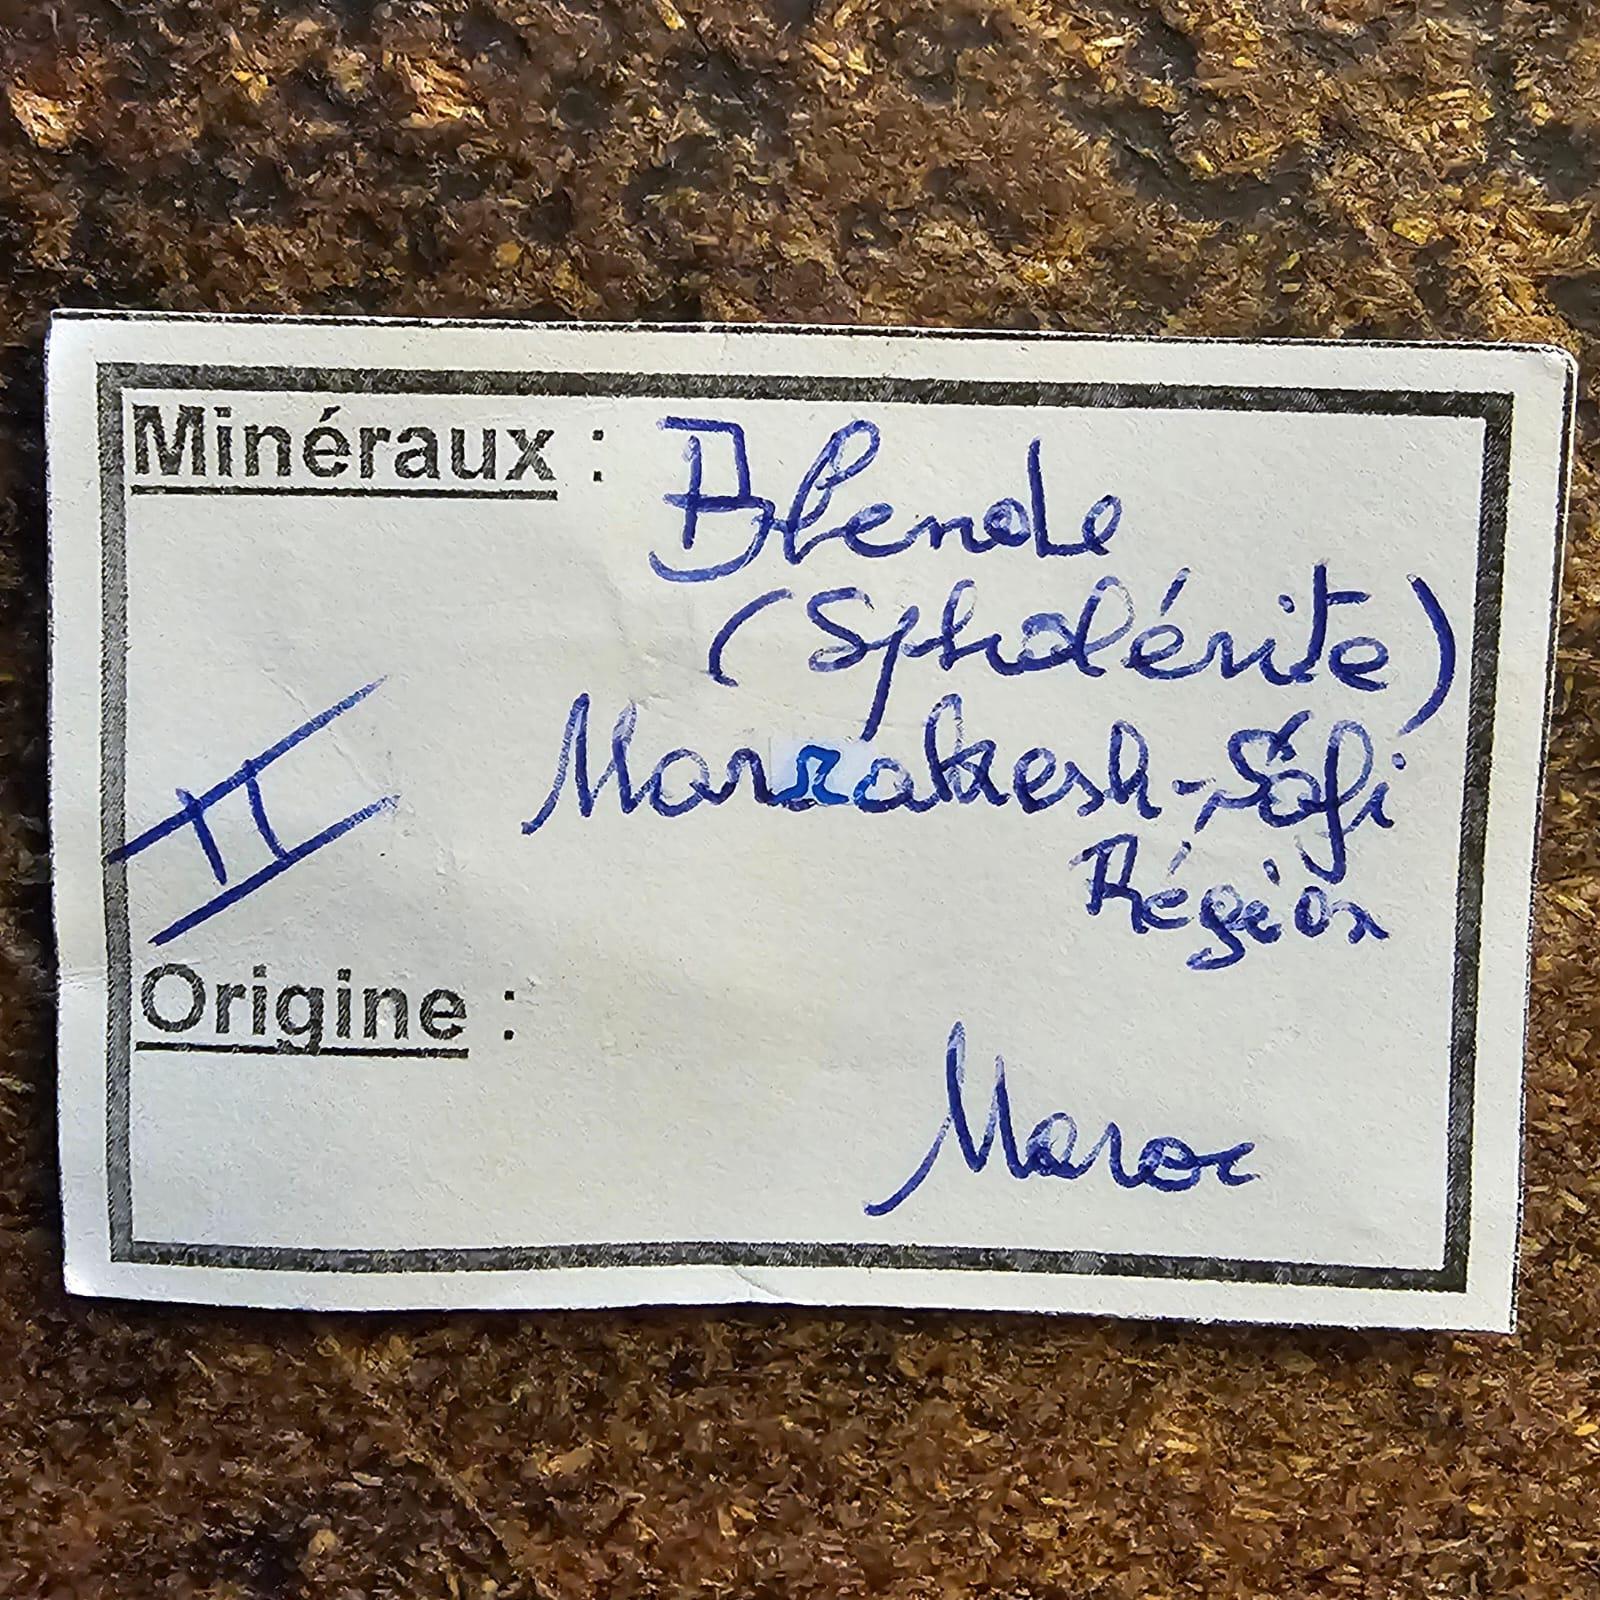 Minéraux : Blende
(Sphalérite)
Marrakesh-Safi
Région
II
Origine :
Maroc